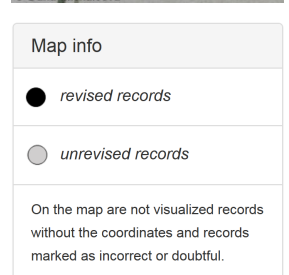 Map info
revised records
unrevised records
On the map are not visualized records
without the coordinates and records
marked as incorrect or doubtful.